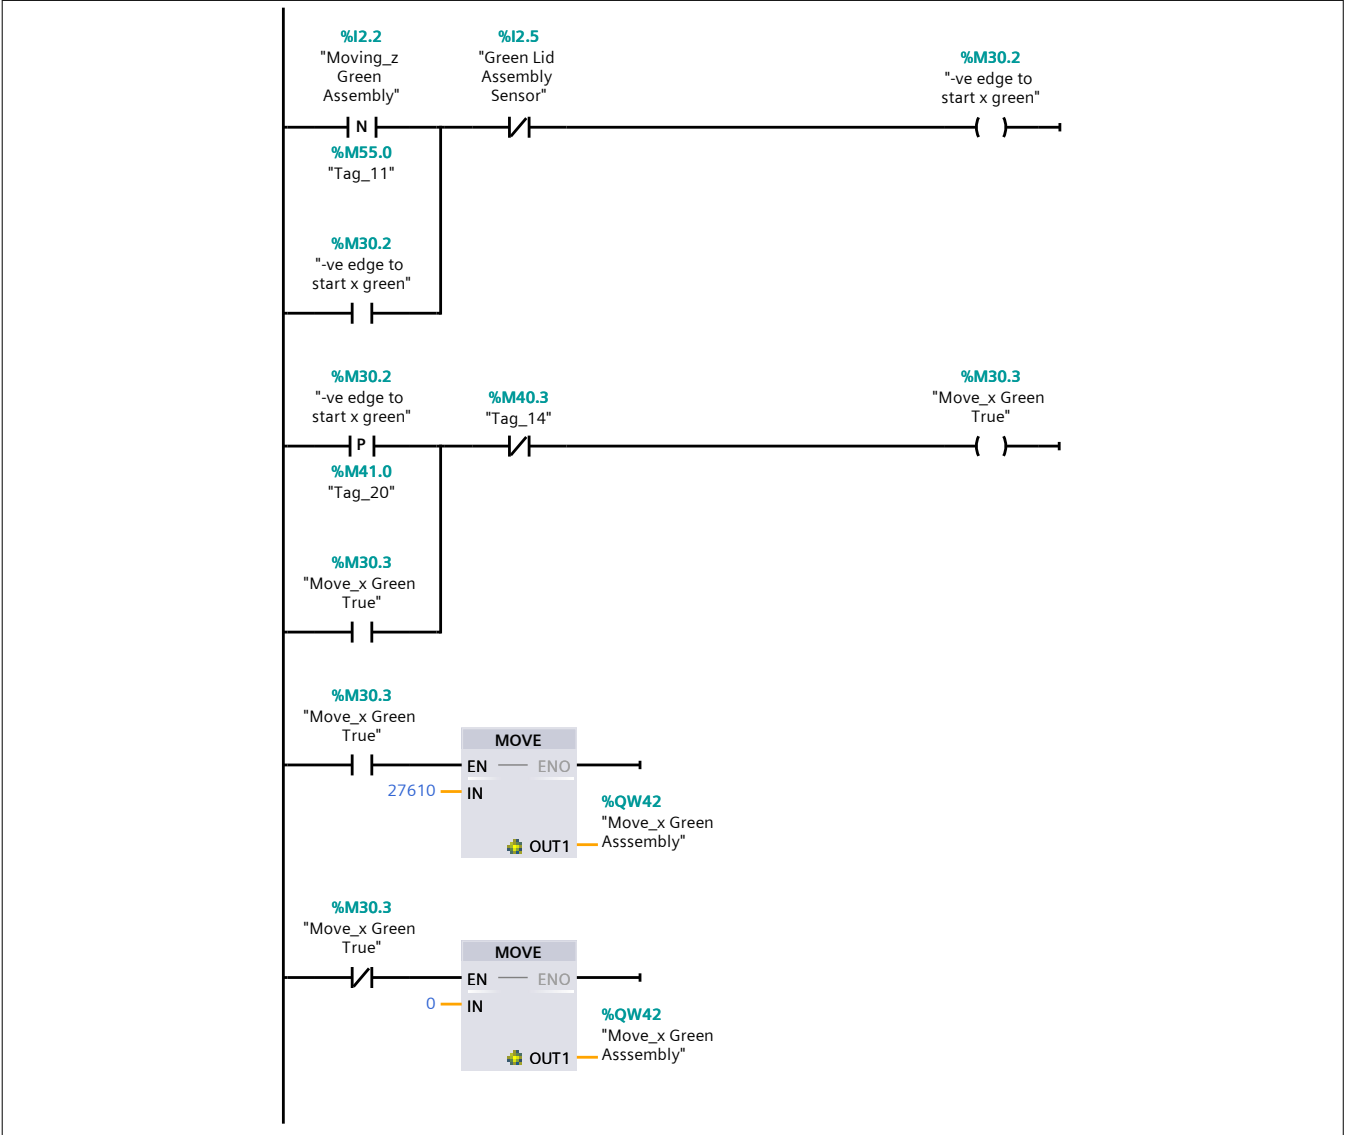 %I2.2
"Moving_z
Green
Assembly"
%I2.5
"Green Lid
Assembly
Sensor"
%M30.2
"-ve edge to
start x green"
N
%M55.0
"Tag_11"
%M30.2
"-ve edge to
start x green"
%M30.2
"-ve edge to
start x green"
%M40.3
"Tag_14"
%M30.3
"Move_x Green
True"
P
%M41.0
"Tag_20"
%M30.3
"Move_x Green
True"
%M30.3
"Move_x Green
True"
MOVE
EN
ENO
27610
IN
%QW42
"Move_x Green
Asssembly"
OUT1
%M30.3
"Move_x Green
True"
MOVE
EN
ENO
0
IN
%QW42
"Move_x Green
Asssembly"
OUT1